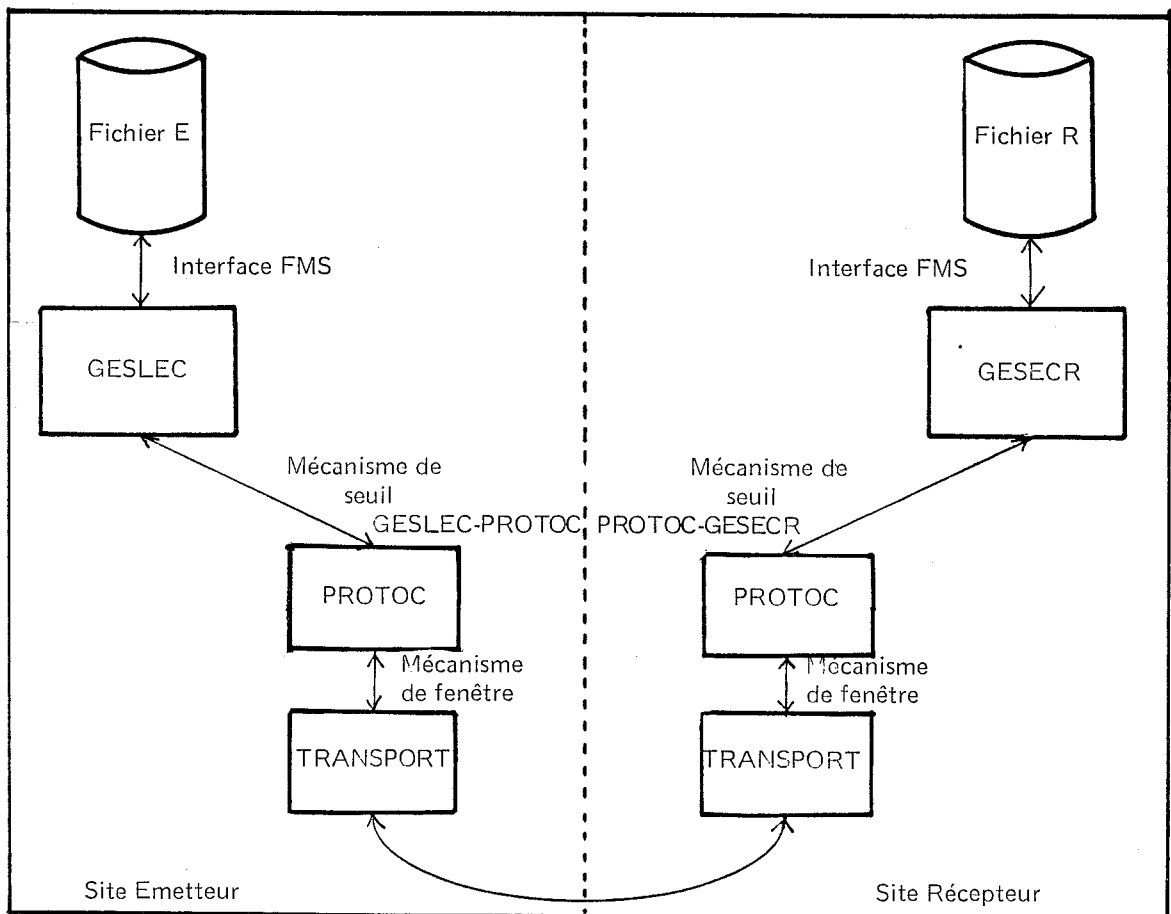 Fichier E
Fichier R
Interface FMS
Interface FMS
GESLEC
GESECR
Mécanisme de
seuil
GESLEC-PROTOC
Mécanisme de
seuil
PROTOC-GESECR
PROTOC
PROTOC
Mécanisme
de fenêtre
Mécanisme
de fenêtre
TRANSPORT
TRANSPORT
Site Emetteur
Site Récepteur